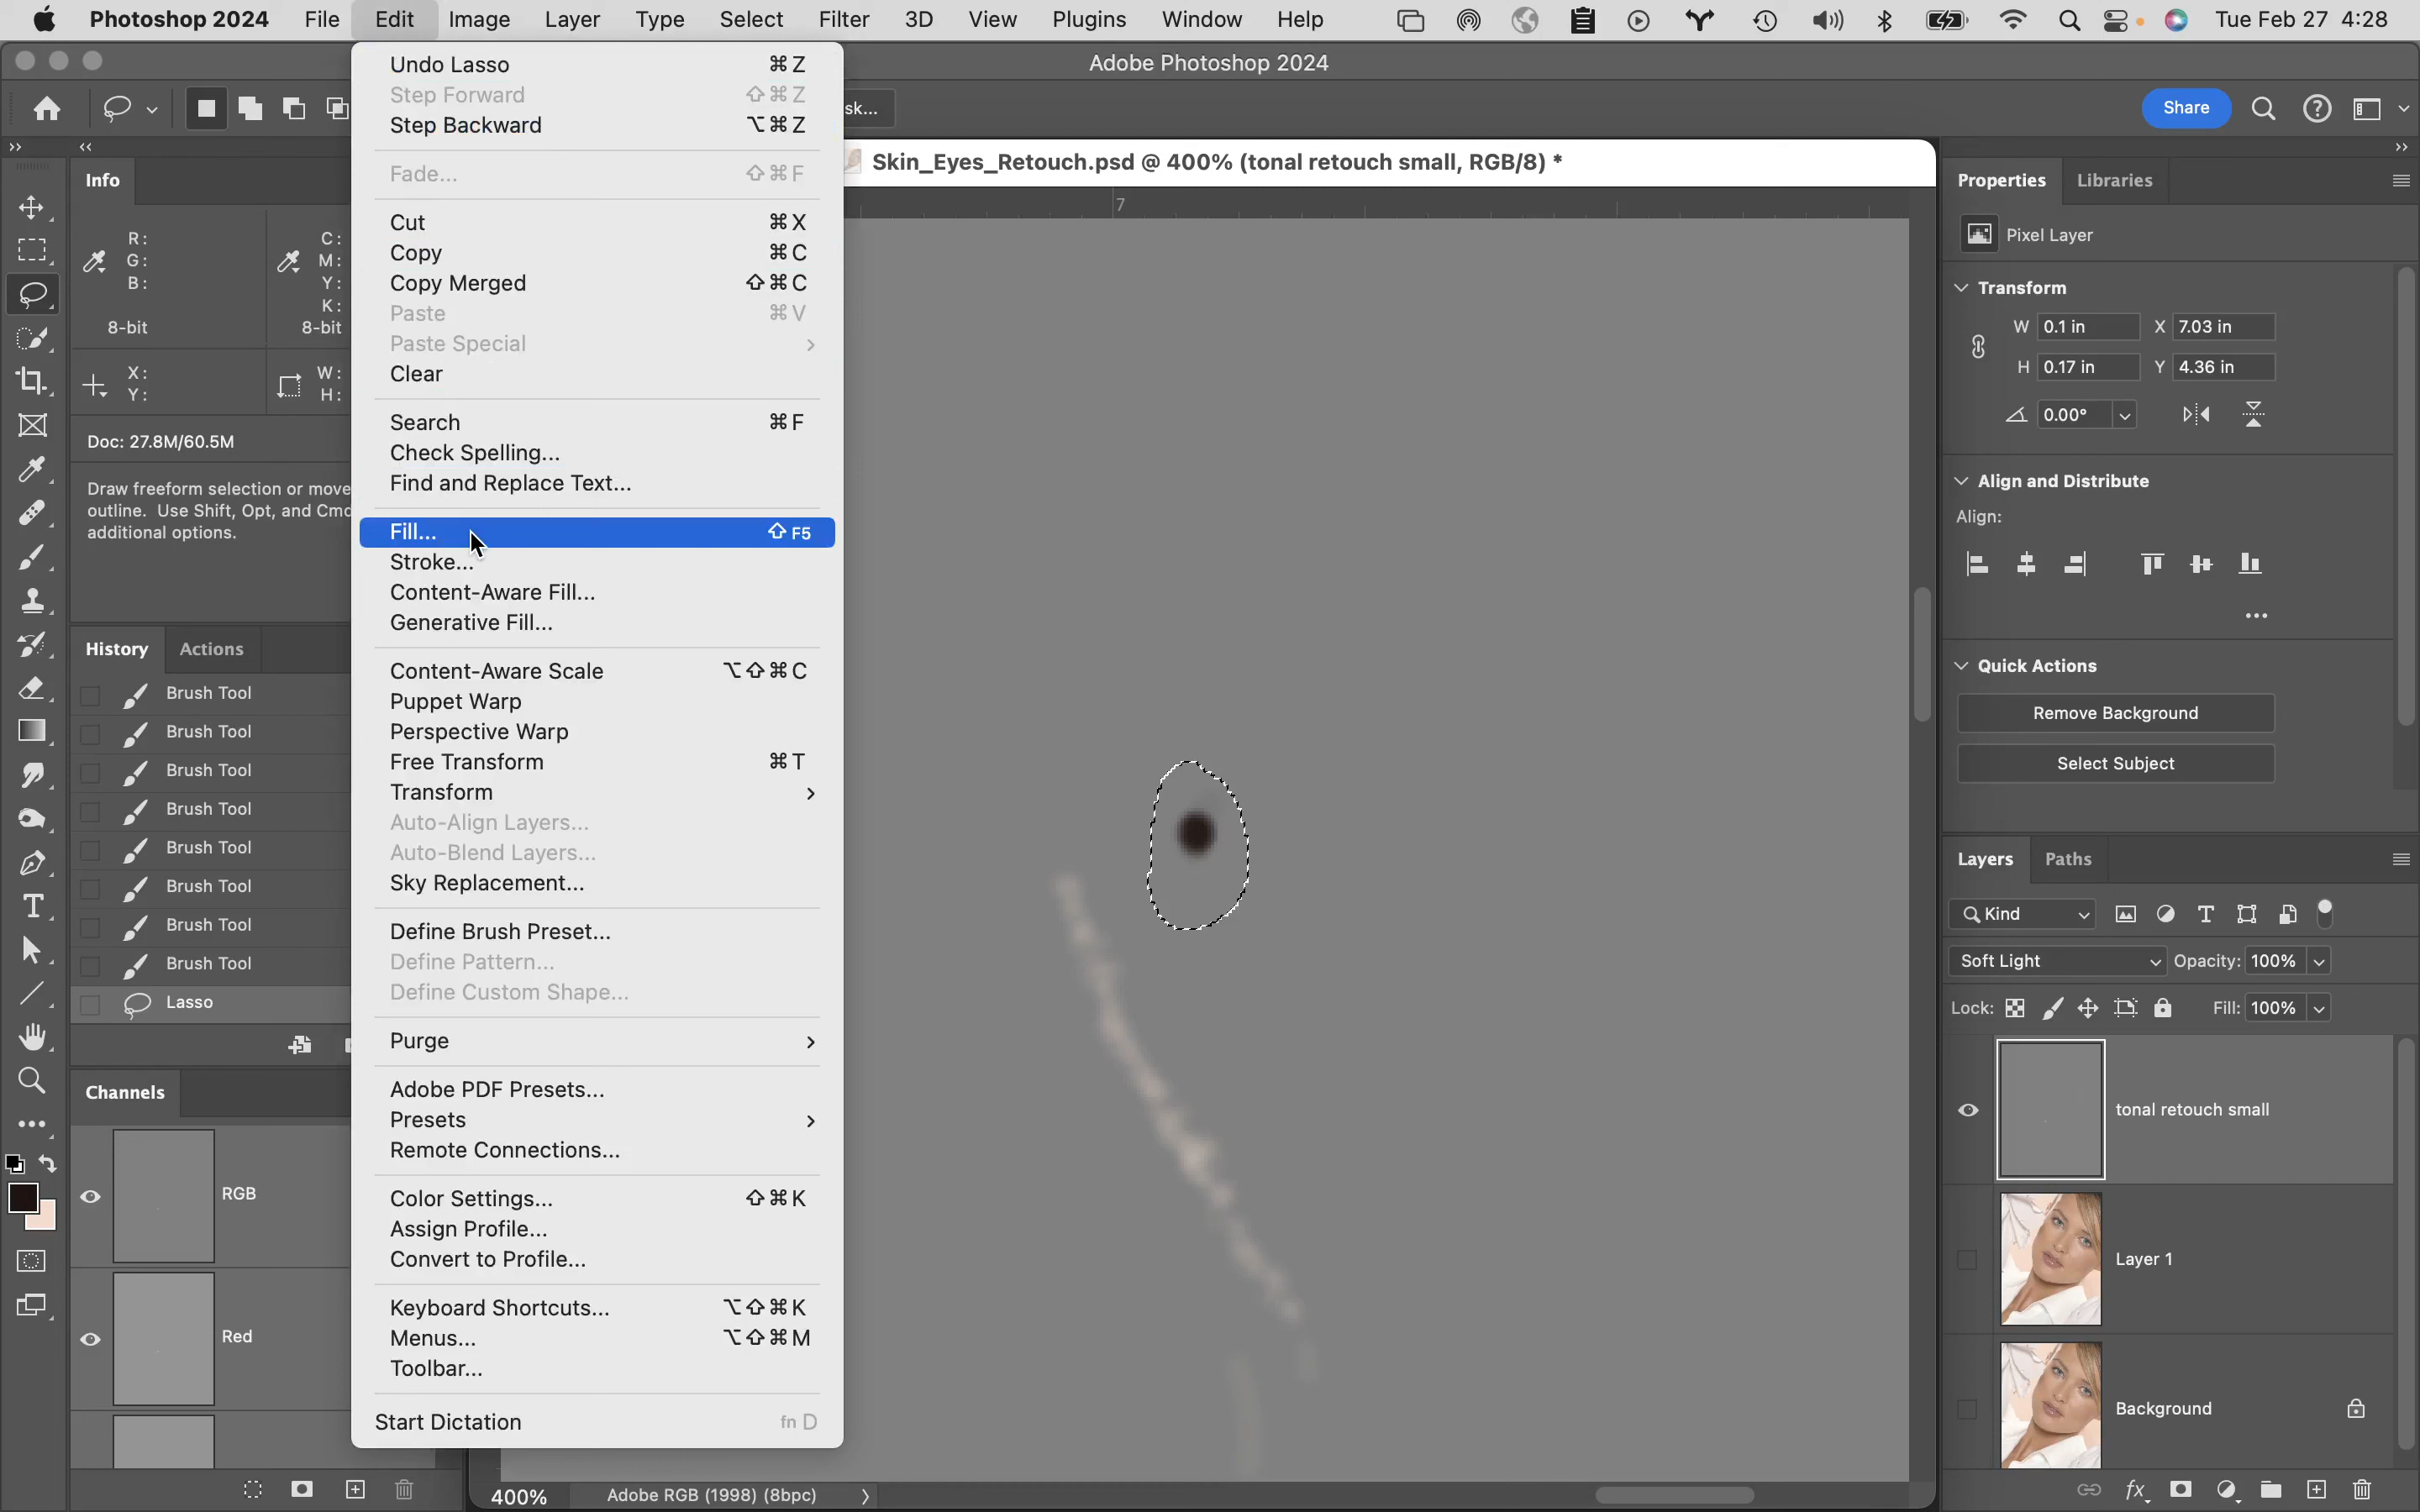 Photoshop 2024 File Edit Image Layer Type Select Filter 3D View Plugins Window Help Tue Feb 27 4:28
Adobe Photoshop 2024
sk...
Share
Skin_Eyes_Retouch.psd @ 400% (tonal retouch small, RGB/8) *
7
Info
R:
G:
B:
8-bit
C:
M:
Y:
K:
8-bit
X:
Y:
W:
H:
Doc: 27.8M/60.5M
Draw freeform selection or move
outline. Use Shift, Opt, and Cmd
additional options.
History Actions
Brush Tool
Brush Tool
Brush Tool
Brush Tool
Brush Tool
Brush Tool
Brush Tool
Brush Tool
Lasso
Channels
RGB
Red
Undo Lasso ⌘Z
Step Forward ⇧⌘Z
Step Backward ⌥⌘Z
Fade... ⇧⌘F
Cut ⌘X
Copy ⌘C
Copy Merged ⇧⌘C
Paste ⌘V
Paste Special
Clear
Search ⌘F
Check Spelling...
Find and Replace Text...
Fill... ⇧F5
Stroke...
Content-Aware Fill...
Generative Fill...
Content-Aware Scale ⌥⇧⌘C
Puppet Warp
Perspective Warp
Free Transform ⌘T
Transform
Auto-Align Layers...
Auto-Blend Layers...
Sky Replacement...
Define Brush Preset...
Define Pattern...
Define Custom Shape...
Purge
Adobe PDF Presets...
Presets
Remote Connections...
Color Settings... ⇧⌘K
Assign Profile...
Convert to Profile...
Keyboard Shortcuts... ⌥⇧⌘K
Menus... ⌥⇧⌘M
Toolbar...
Start Dictation fn D
400% Adobe RGB (1998) (8bpc)
Properties Libraries
Pixel Layer
Transform
W 0.1 in X 7.03 in
H 0.17 in Y 4.36 in
0.00°
Align and Distribute
Align:
Quick Actions
Remove Background
Select Subject
Layers Paths
Kind
Soft Light Opacity: 100%
Lock: Fill: 100%
tonal retouch small
Layer 1
Background